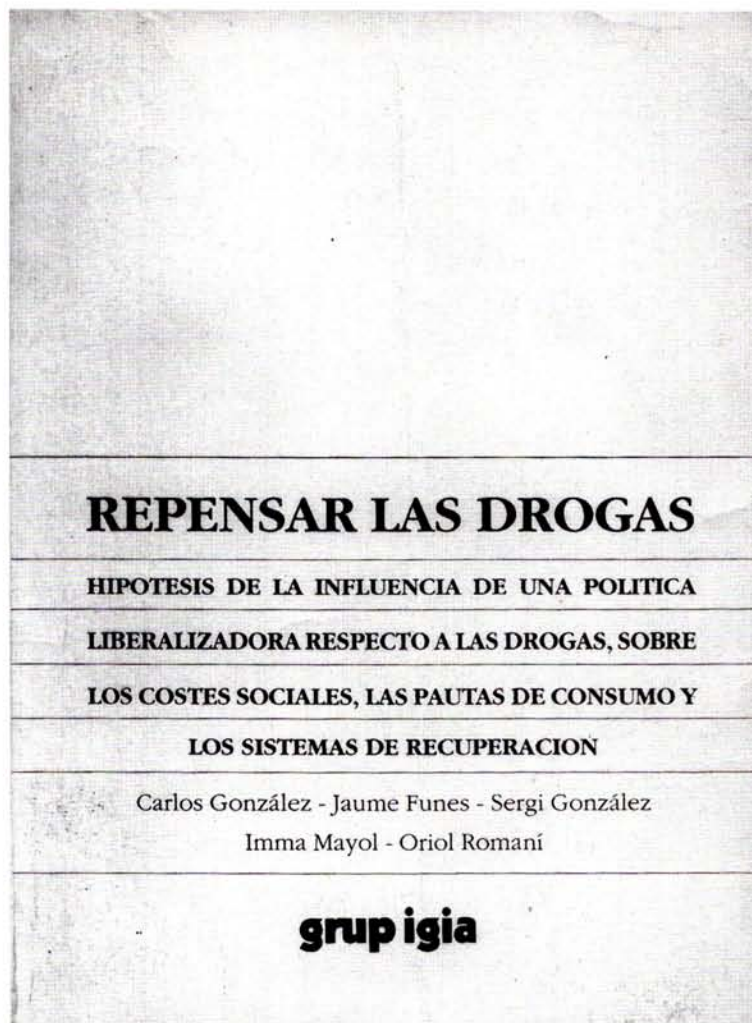 REPENSAR LAS DROGAS
HIPOTESIS DE LA INFLUENCIA DE UNA POLITICA
LIBERALIZADORA RESPECTO A LAS DROGAS, SOBRE
LOS COSTES SOCIALES, LAS PAUTAS DE CONSUMO Y
LOS SISTEMAS DE RECUPERACION
Carlos González - Jaume Funes - Sergi González
Imma Mayol - Oriol Romaní
grup igia